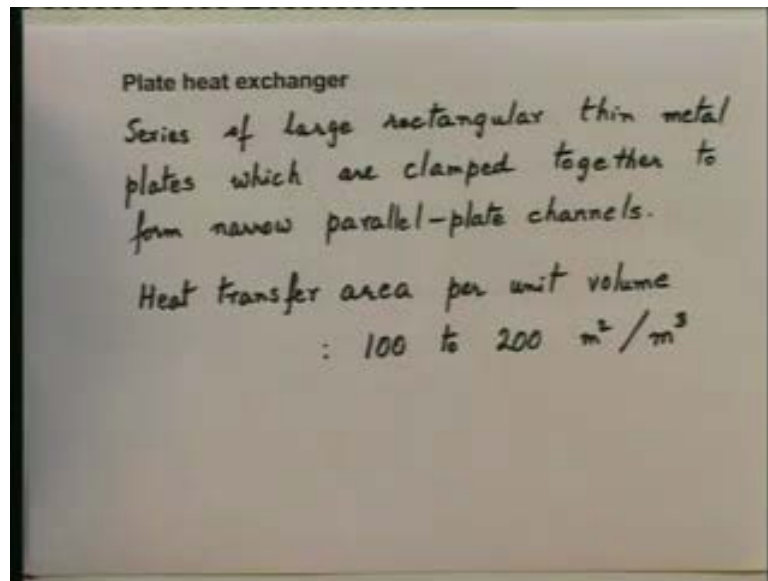 Plate heat exchanger
Series of large rectangular thin metal
plates which are clamped together to
form narrow parallel-plate channels.
Heat transfer area per unit volume
: 100 to 200 m²/m³